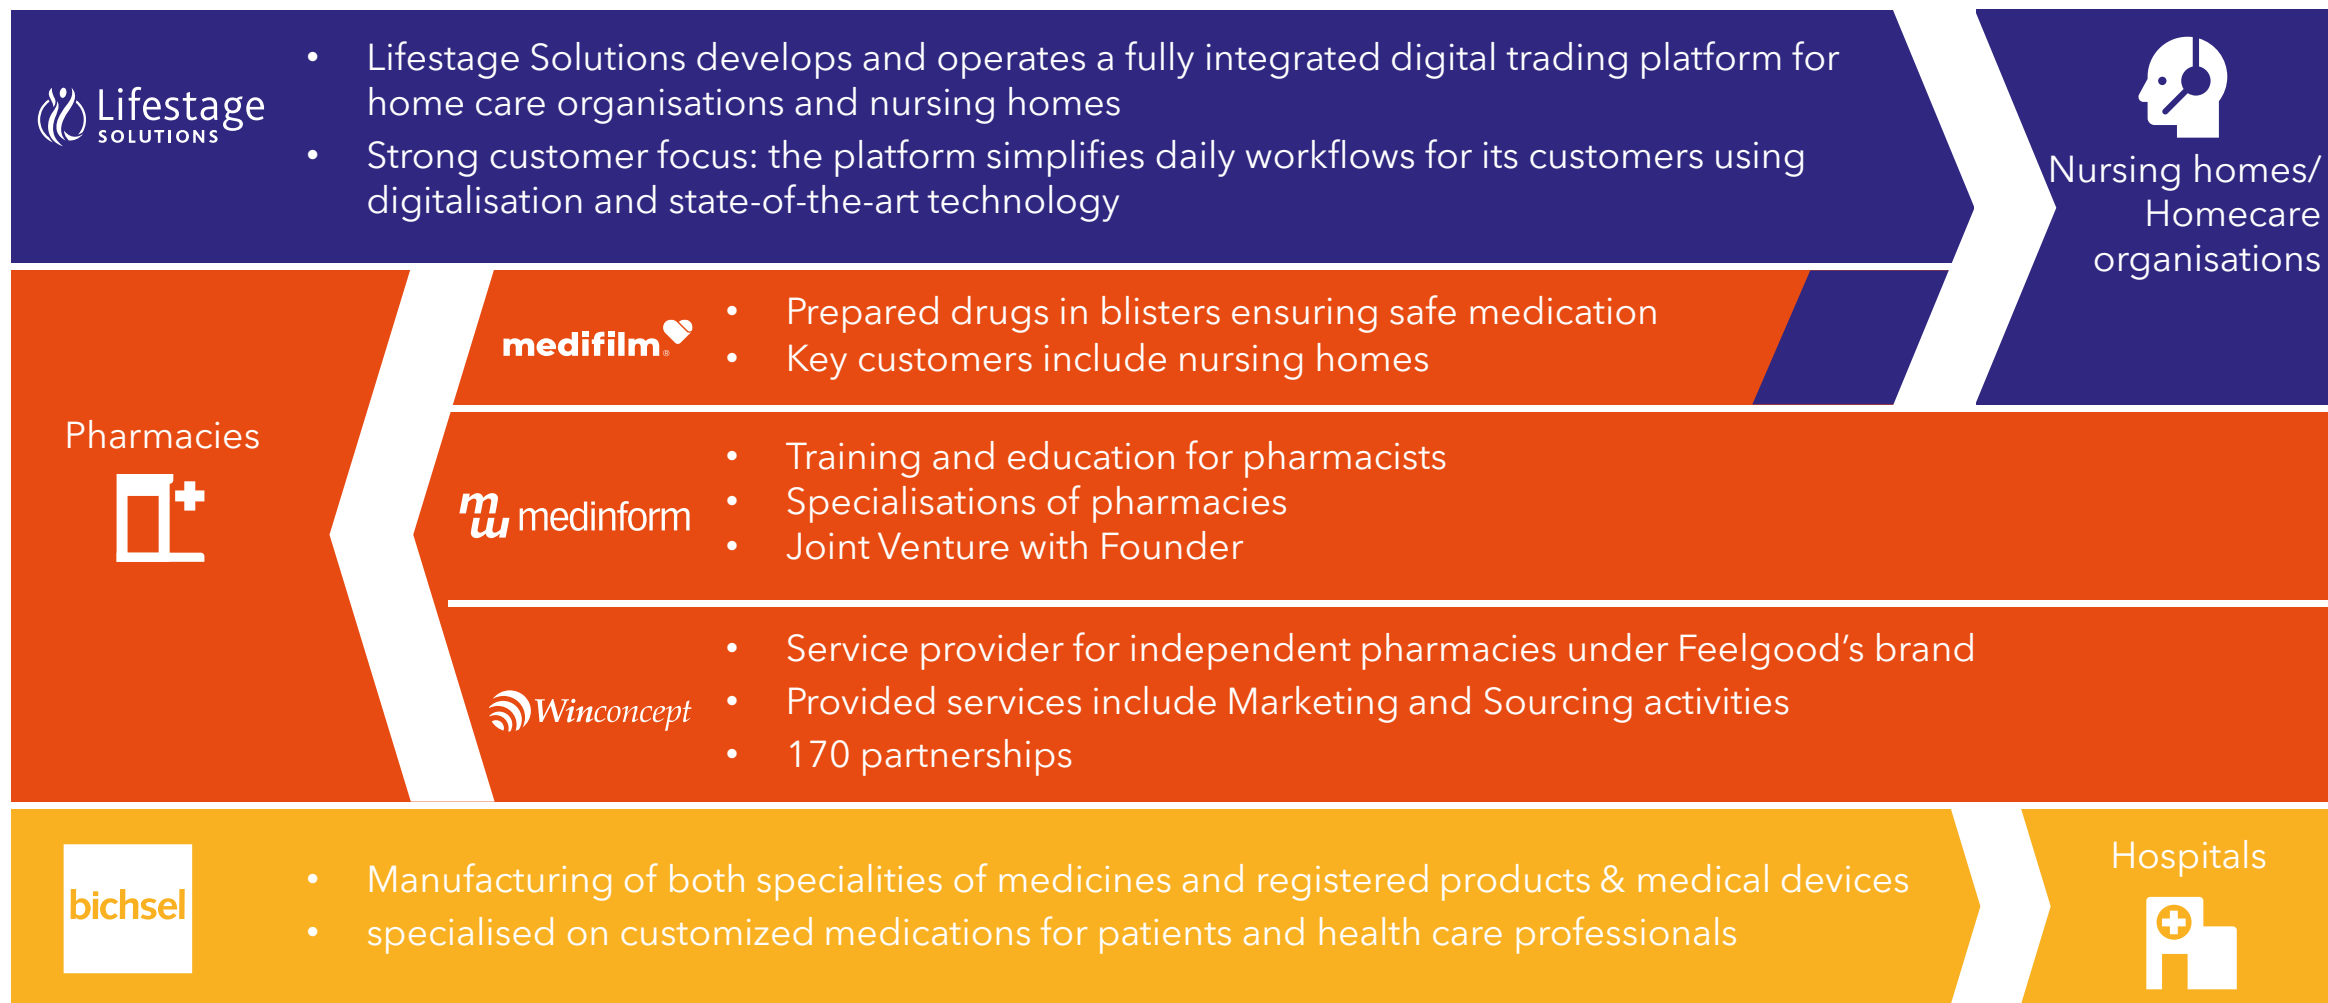 Lifestage
SOLUTIONS
• Lifestage Solutions develops and operates a fully integrated digital trading platform for
home care organisations and nursing homes
• Strong customer focus: the platform simplifies daily workflows for its customers using
digitalisation and state-of-the-art technology
Nursing homes/
Homecare
organisations
Pharmacies
medifilm®
• Prepared drugs in blisters ensuring safe medication
• Key customers include nursing homes
medinform
• Training and education for pharmacists
• Specialisations of pharmacies
• Joint Venture with Founder
Winconcept
• Service provider for independent pharmacies under Feelgood’s brand
• Provided services include Marketing and Sourcing activities
• 170 partnerships
bichsel
• Manufacturing of both specialities of medicines and registered products & medical devices
• specialised on customized medications for patients and health care professionals
Hospitals